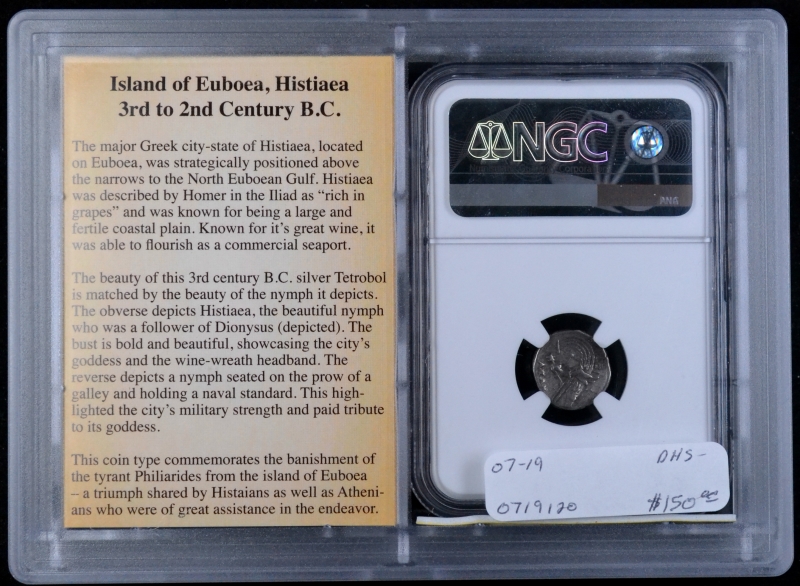 Island of Euboea, Histiaea
3rd to 2nd Century B.C.
The major Greek city-state of Histiaea, located
on Euboea, was strategically positioned above
the narrows to the North Euboean Gulf. Histiaea
was described by Homer in the Iliad as “rich in
grapes” and was known for being a large and
fertile coastal plain. Known for it’s great wine, it
was able to flourish as a commercial seaport.
The beauty of this 3rd century B.C. silver Tetrobol
is matched by the beauty of the nymph it depicts.
The obverse depicts Histiaea, the beautiful nymph
who was a follower of Dionysus (depicted). The
bust is bold and beautiful, showcasing the city’s
goddess and the wine-wreath headband. The
reverse depicts a nymph seated on the prow of a
galley and holding a naval standard. This high-
lighted the city’s military strength and paid tribute
to its goddess.
This coin type commemorates the banishment of
the tyrant Philiarides from the island of Euboea
– a triumph shared by Histaians as well as Atheni-
ans who were of great assistance in the endeavor.
NGC
07-19 DHS-
0719120 $150.00